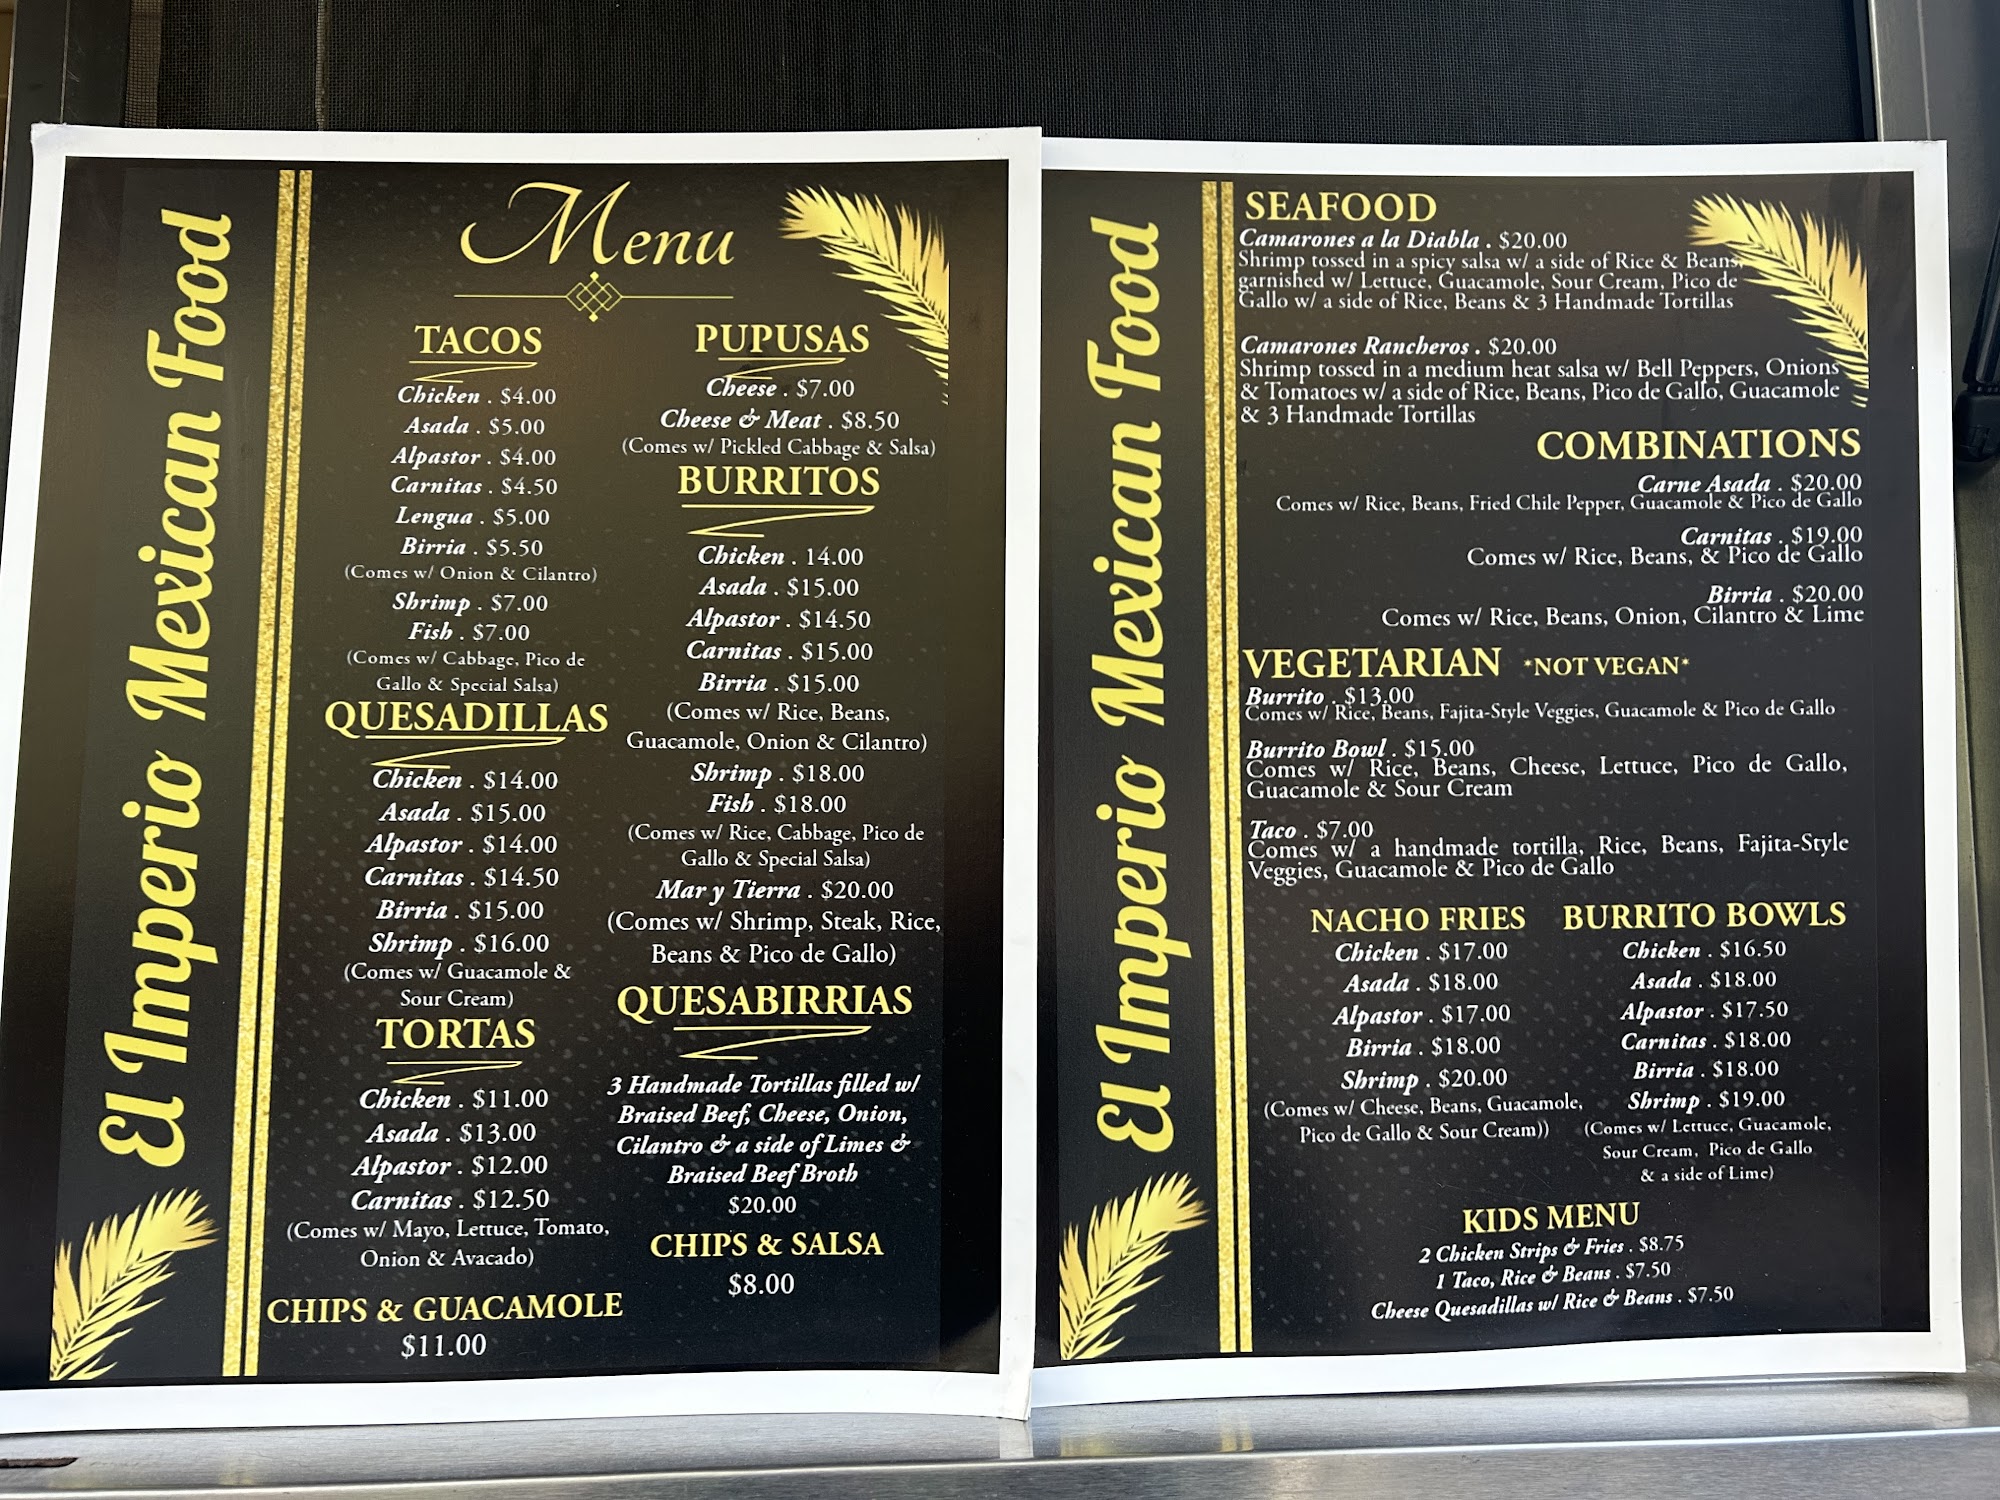 El Imperio Mexican Food
Menu
TACOS
Chicken . $4.00
Asada . $5.00
Alpastor . $4.00
Carnitas . $4.50
Lengua . $5.00
Birria . $5.50
(Comes w/ Onion & Cilantro)
Shrimp . $7.00
Fish . $7.00
(Comes w/ Cabbage, Pico de
Gallo & Special Salsa)
QUESADILLAS
Chicken . $14.00
Asada . $15.00
Alpastor . $14.00
Carnitas . $14.50
Birria . $15.00
Shrimp . $16.00
(Comes w/ Guacamole &
Sour Cream)
TORTAS
Chicken . $11.00
Asada . $13.00
Alpastor . $12.00
Carnitas . $12.50
(Comes w/ Mayo, Lettuce, Tomato,
Onion & Avacado)
CHIPS & GUACAMOLE
$11.00
PUPUSAS
Cheese . $7.00
Cheese & Meat . $8.50
(Comes w/ Pickled Cabbage & Salsa)
BURRITOS
Chicken . 14.00
Asada . $15.00
Alpastor . $14.50
Carnitas . $15.00
Birria . $15.00
(Comes w/ Rice, Beans,
Guacamole, Onion & Cilantro)
Shrimp . $18.00
Fish . $18.00
(Comes w/ Rice, Cabbage, Pico de
Gallo & Special Salsa)
Mar y Tierra . $20.00
(Comes w/ Shrimp, Steak, Rice,
Beans & Pico de Gallo)
QUESABIRRIAS
3 Handmade Tortillas filled w/
Braised Beef, Cheese, Onion,
Cilantro & a side of Limes &
Braised Beef Broth
$20.00
CHIPS & SALSA
$8.00
El Imperio Mexican Food
SEAFOOD
Camarones a la Diabla . $20.00
Shrimp tossed in a spicy salsa w/ a side of Rice & Beans,
garnished w/ Lettuce, Guacamole, Sour Cream, Pico de
Gallo w/ a side of Rice, Beans & 3 Handmade Tortillas
Camarones Rancheros . $20.00
Shrimp tossed in a medium heat salsa w/ Bell Peppers, Onions
& Tomatoes w/ a side of Rice, Beans, Pico de Gallo, Guacamole
& 3 Handmade Tortillas
COMBINATIONS
Carne Asada . $20.00
Comes w/ Rice, Beans, Fried Chile Pepper, Guacamole & Pico de Gallo
Carnitas . $19.00
Comes w/ Rice, Beans, & Pico de Gallo
Birria . $20.00
Comes w/ Rice, Beans, Onion, Cilantro & Lime
VEGETARIAN *NOT VEGAN*
Burrito . $13.00
Comes w/ Rice, Beans, Fajita-Style Veggies, Guacamole & Pico de Gallo
Burrito Bowl . $15.00
Comes w/ Rice, Beans, Cheese, Lettuce, Pico de Gallo,
Guacamole & Sour Cream
Taco . $7.00
Comes w/ a handmade tortilla, Rice, Beans, Fajita-Style
Veggies, Guacamole & Pico de Gallo
NACHO FRIES
Chicken . $17.00
Asada . $18.00
Alpastor . $17.00
Birria . $18.00
Shrimp . $20.00
(Comes w/ Cheese, Beans, Guacamole,
Pico de Gallo & Sour Cream))
BURRITO BOWLS
Chicken . $16.50
Asada . $18.00
Alpastor . $17.50
Carnitas . $18.00
Birria . $18.00
Shrimp . $19.00
(Comes w/ Lettuce, Guacamole,
Sour Cream, Pico de Gallo
& a side of Lime)
KIDS MENU
2 Chicken Strips & Fries . $8.75
1 Taco, Rice & Beans . $7.50
Cheese Quesadillas w/ Rice & Beans . $7.50